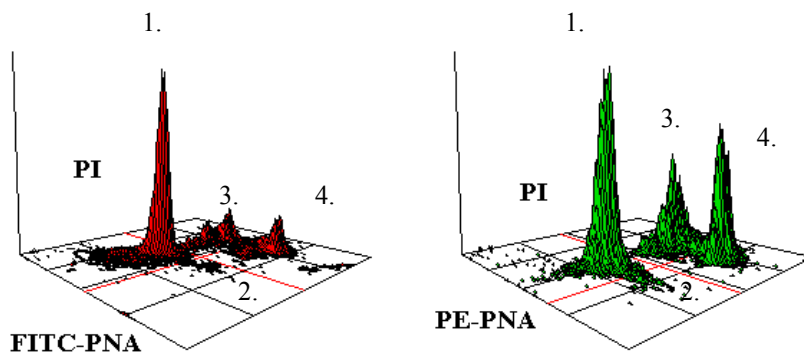 1.
PI
3.
4.
2.
FITC-PNA
1.
3.
4.
PI
2.
PE-PNA